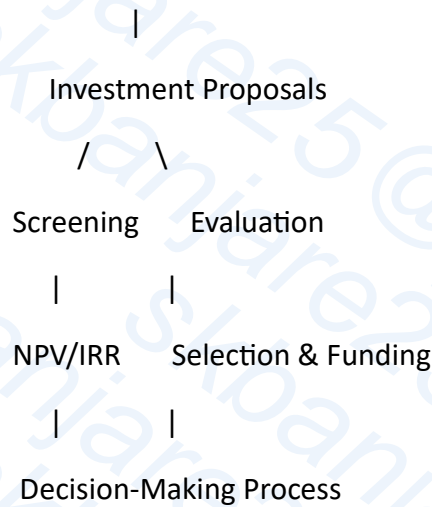 |
Investment Proposals
/ \
Screening Evaluation
| |
NPV/IRR Selection & Funding
| |
Decision-Making Process